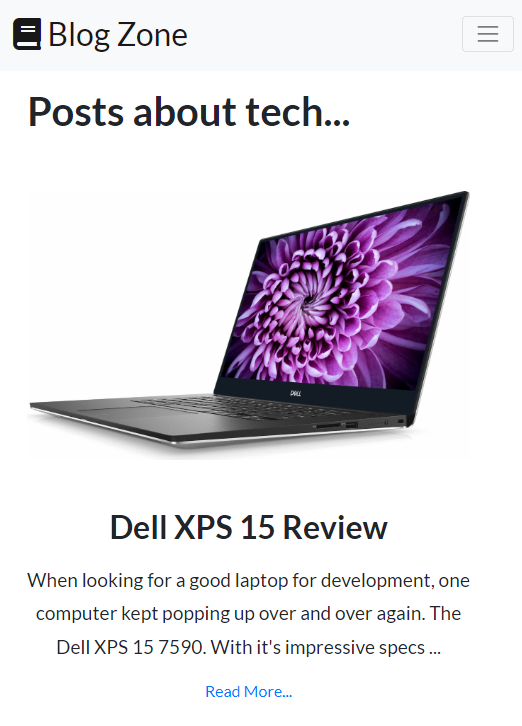 Blog Zone
Posts about tech...
DELL
Dell XPS 15 Review
When looking for a good laptop for development, one
computer kept popping up over and over again. The
Dell XPS 15 7590. With it's impressive specs ...
Read More...